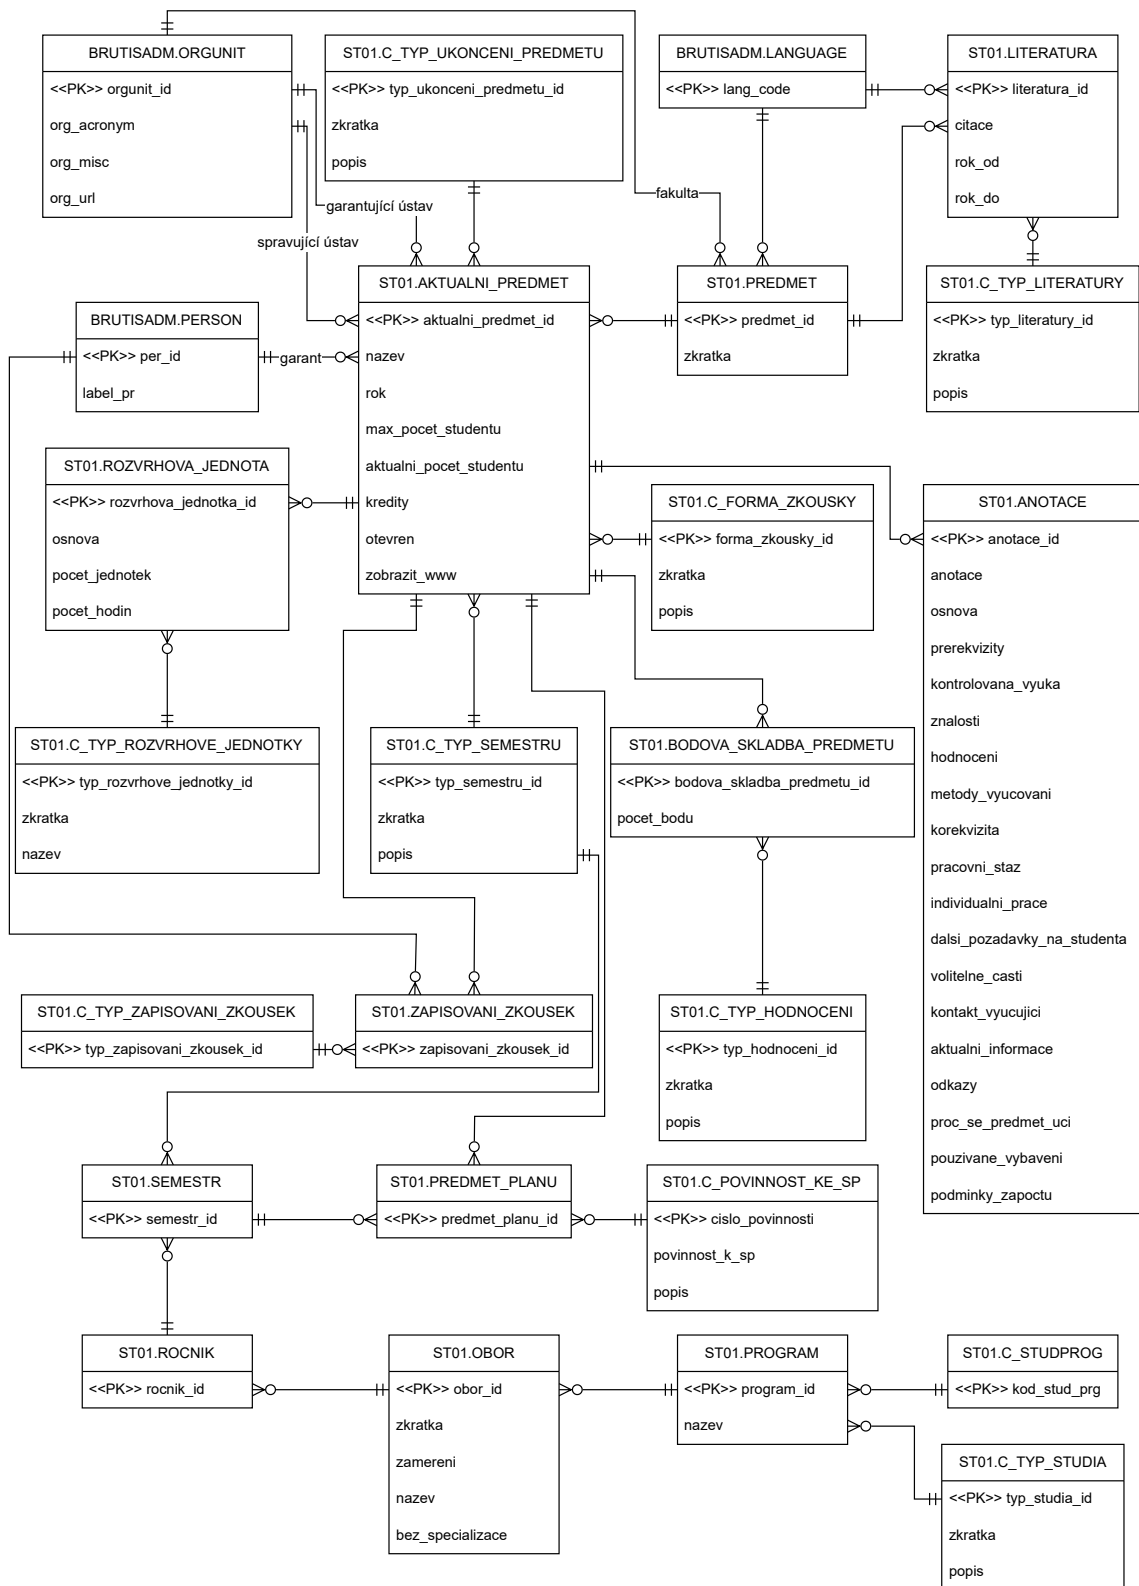 BRUTISADM.ORGUNIT
<<PK>> orgunit_id
org_acronym
org_misc
org_url
ST01.C_TYP_UKONCENI_PREDMETU
<<PK>> typ_ukonceni_predmetu_id
zkratka
popis
BRUTISADM.LANGUAGE
<<PK>> lang_code
ST01.LITERATURA
<<PK>> literatura_id
citace
rok_od
rok_do
fakulta
garantující ústav
spravující ústav
ST01.AKTUALNI_PREDMET
<<PK>> aktualni_predmet_id
nazev
rok
max_pocet_studentu
aktualni_pocet_studentu
kredity
otevren
zobrazit_www
ST01.PREDMET
<<PK>> predmet_id
zkratka
ST01.C_TYP_LITERATURY
<<PK>> typ_literatury_id
zkratka
popis
BRUTISADM.PERSON
<<PK>> per_id
label_pr
garant
ST01.ROZVRHOVA_JEDNOTA
<<PK>> rozvrhova_jednotka_id
osnova
pocet_jednotek
pocet_hodin
ST01.C_FORMA_ZKOUSKY
<<PK>> forma_zkousky_id
zkratka
popis
ST01.ANOTACE
<<PK>> anotace_id
anotace
osnova
prerekvizity
kontrolovana_vyuka
znalosti
hodnoceni
metody_vyucovani
korekvizita
pracovni_staz
individualni_prace
dalsi_pozadavky_na_studenta
volitelne_casti
kontakt_vyucujici
aktualni_informace
odkazy
proc_se_predmet_uci
pouzivane_vybaveni
podminky_zapoctu
ST01.C_TYP_ROZVRHOVE_JEDNOTKY
<<PK>> typ_rozvrhove_jednotky_id
zkratka
nazev
ST01.C_TYP_SEMESTRU
<<PK>> typ_semestru_id
zkratka
popis
ST01.BODOVA_SKLADBA_PREDMETU
<<PK>> bodova_skladba_predmetu_id
pocet_bodu
ST01.C_TYP_ZAPISOVANI_ZKOUSEK
<<PK>> typ_zapisovani_zkousek_id
ST01.ZAPISOVANI_ZKOUSEK
<<PK>> zapisovani_zkousek_id
ST01.C_TYP_HODNOCENI
<<PK>> typ_hodnoceni_id
zkratka
popis
ST01.SEMESTR
<<PK>> semestr_id
ST01.PREDMET_PLANU
<<PK>> predmet_planu_id
ST01.C_POVINNOST_KE_SP
<<PK>> cislo_povinnosti
povinnost_k_sp
popis
ST01.ROCNIK
<<PK>> rocnik_id
ST01.OBOR
<<PK>> obor_id
zkratka
zamereni
nazev
bez_specializace
ST01.PROGRAM
<<PK>> program_id
nazev
ST01.C_STUDPROG
<<PK>> kod_stud_prg
ST01.C_TYP_STUDIA
<<PK>> typ_studia_id
zkratka
popis